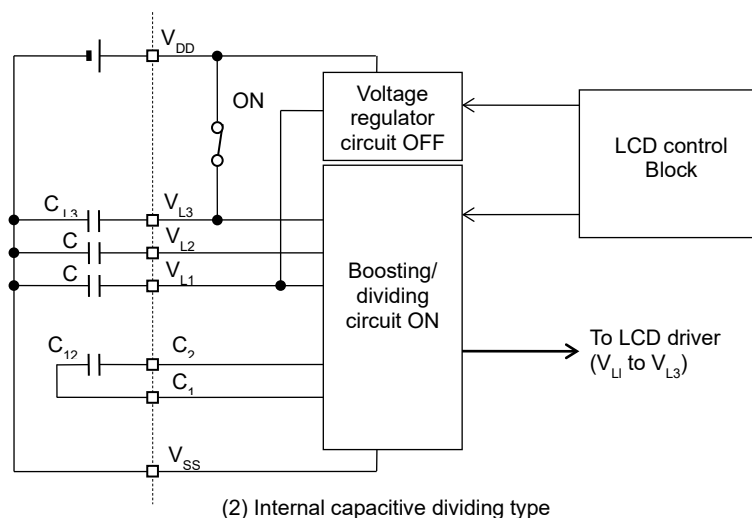 V_DD
ON
Voltage
regulator
circuit OFF
LCD control
Block
C_L3
V_L3
C
V_L2
C
V_L1
Boosting/
dividing
circuit ON
C_12
C_2
C_1
To LCD driver
(V_LI to V_L3)
V_SS
(2) Internal capacitive dividing type